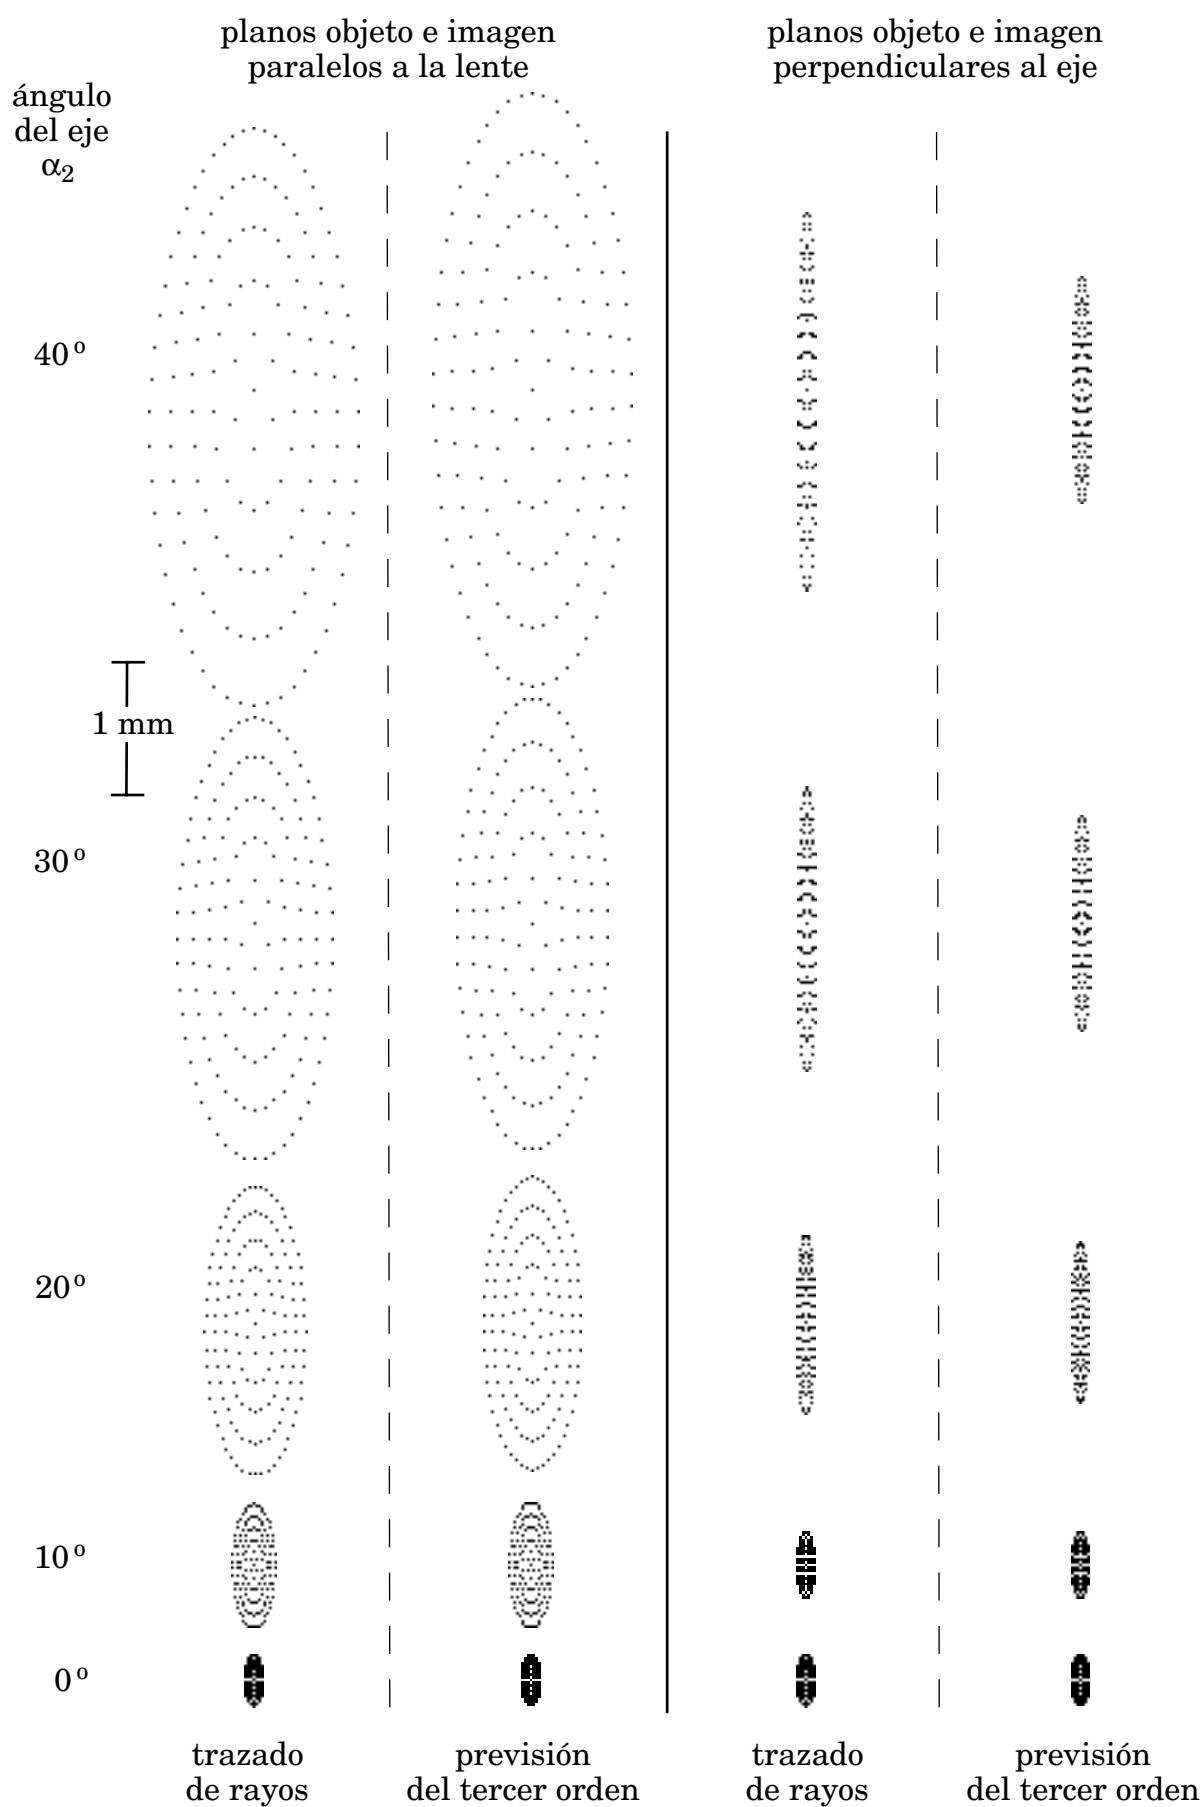 planos objeto e imagen
paralelos a la lente
planos objeto e imagen
perpendiculares al eje
ángulo
del eje
α₂
40º
1 mm
30º
20º
10º
0º
trazado
de rayos
previsión
del tercer orden
trazado
de rayos
previsión
del tercer orden